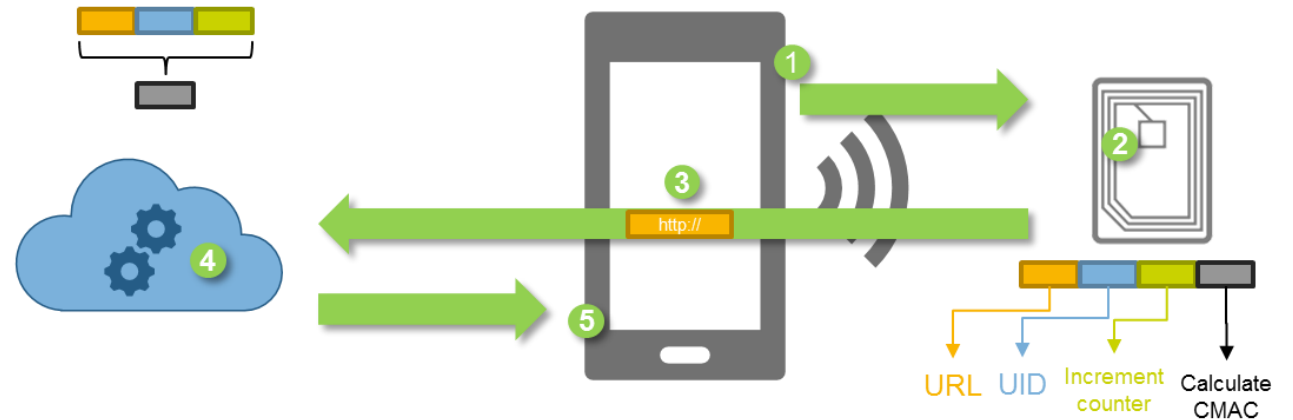 1
2
3
http://
4
5
URL
UID
Increment
counter
Calculate
CMAC